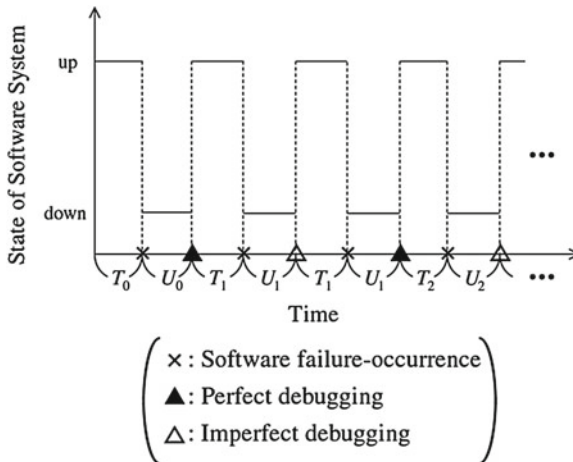 State of Software System
up
down
T0 U0 T1 U1 T1 U1 T2 U2 •••
•••
Time
×: Software failure-occurrence
▲: Perfect debugging
△: Imperfect debugging